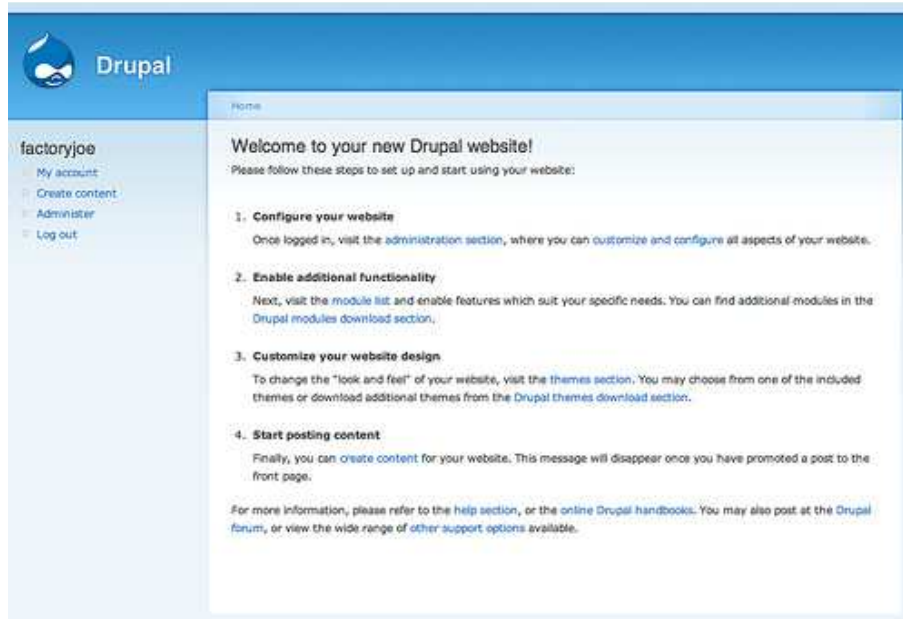 Drupal
Home
factoryjoe
My account
Create content
Administer
Log out
Welcome to your new Drupal website!
Please follow these steps to set up and start using your website:
1. Configure your website
Once logged in, visit the administration section, where you can customize and configure all aspects of your website.
2. Enable additional functionality
Next, visit the module list and enable features which suit your specific needs. You can find additional modules in the
Drupal modules download section.
3. Customize your website design
To change the "look and feel" of your website, visit the themes section. You may choose from one of the included
themes or download additional themes from the Drupal themes download section.
4. Start posting content
Finally, you can create content for your website. This message will disappear once you have promoted a post to the
front page.
For more information, please refer to the help section, or the online Drupal handbooks. You may also post at the Drupal
forum, or view the wide range of other support options available.